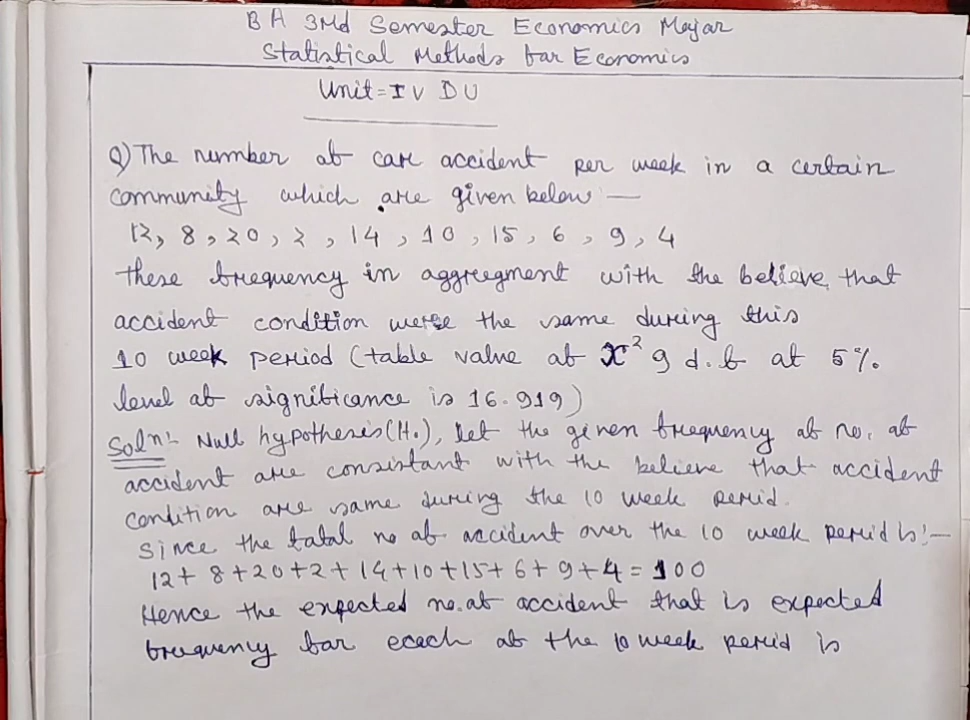 BA 3rd Semester Economics Major
Statistical Methods for Economics
Unit = IV DU
Q) The number of care accident per week in a certain
community which are given below :—
12, 8, 20, 2, 14, 10, 15, 6, 9, 4
these frequency in aggreegment with the believe, that
accident condition were the same during this
10 week period (table value of x² 9 d.f at 5%
level of significance is 16.919)
Soln:- Null hypothesis (H₀), let the given frequency of no. of
accident are consistant with the believe that accident
condition are same during the 10 week period.
Since the total no of accident over the 10 week period is:—
12+ 8+20+2+ 14+10+15+ 6+ 9+4 = 100
Hence the expected no. of accident that is expected
frequency for ecach of the 10 week period is